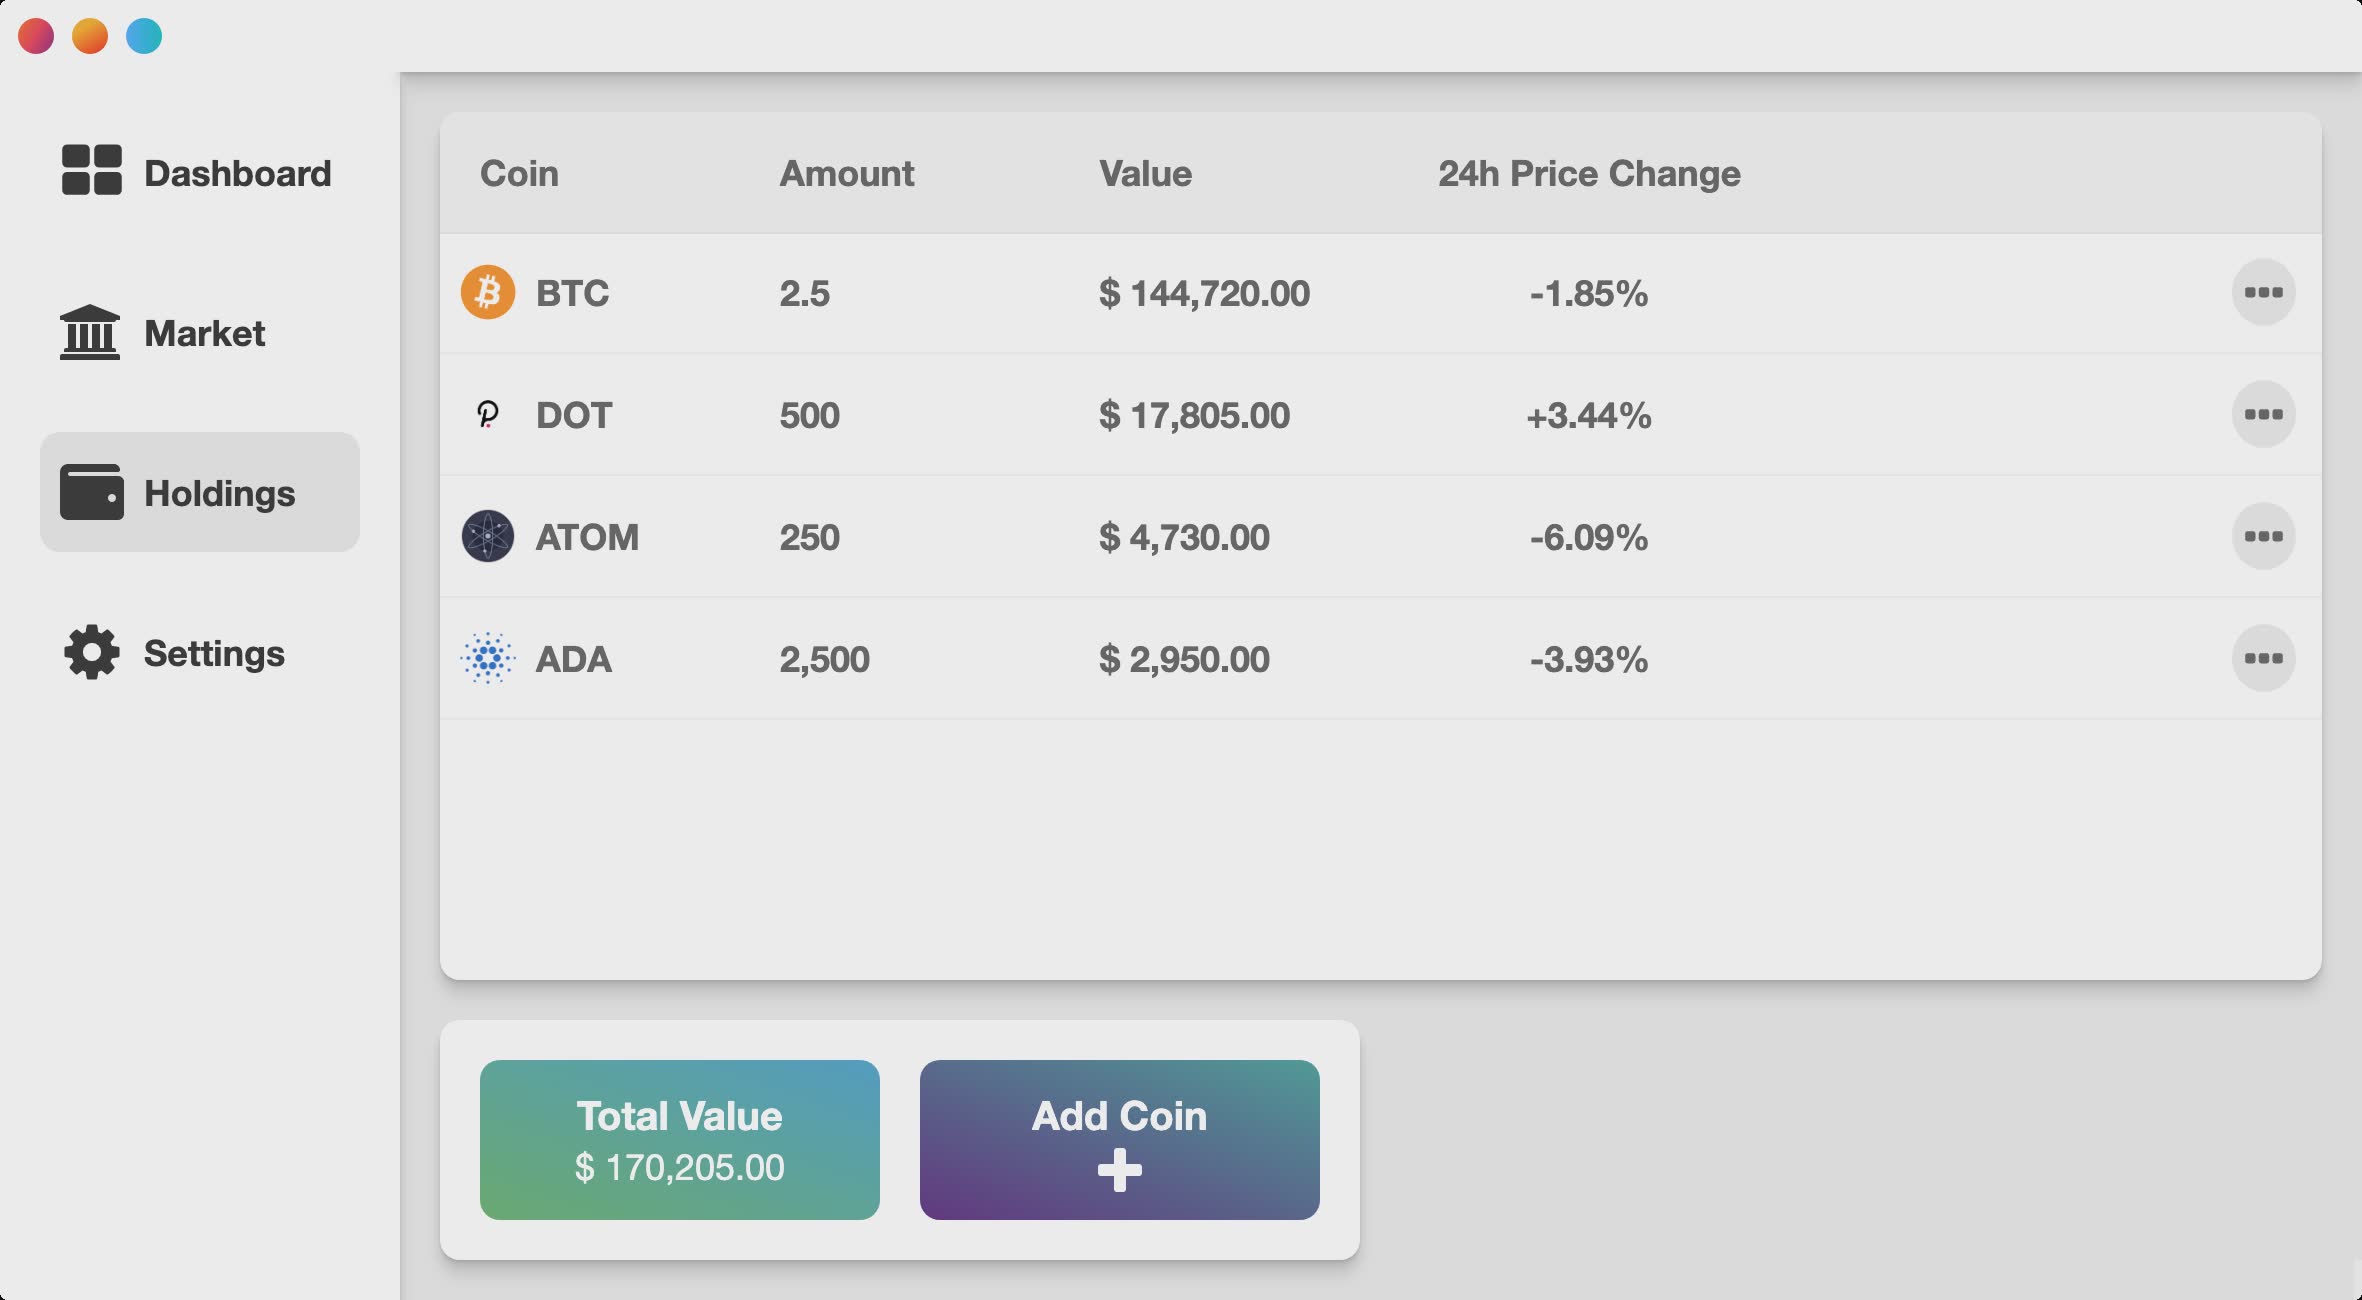 Dashboard
Market
Holdings
Settings
Coin Amount Value 24h Price Change
BTC 2.5 $ 144,720.00 -1.85%
DOT 500 $ 17,805.00 +3.44%
ATOM 250 $ 4,730.00 -6.09%
ADA 2,500 $ 2,950.00 -3.93%
Total Value
$ 170,205.00
Add Coin